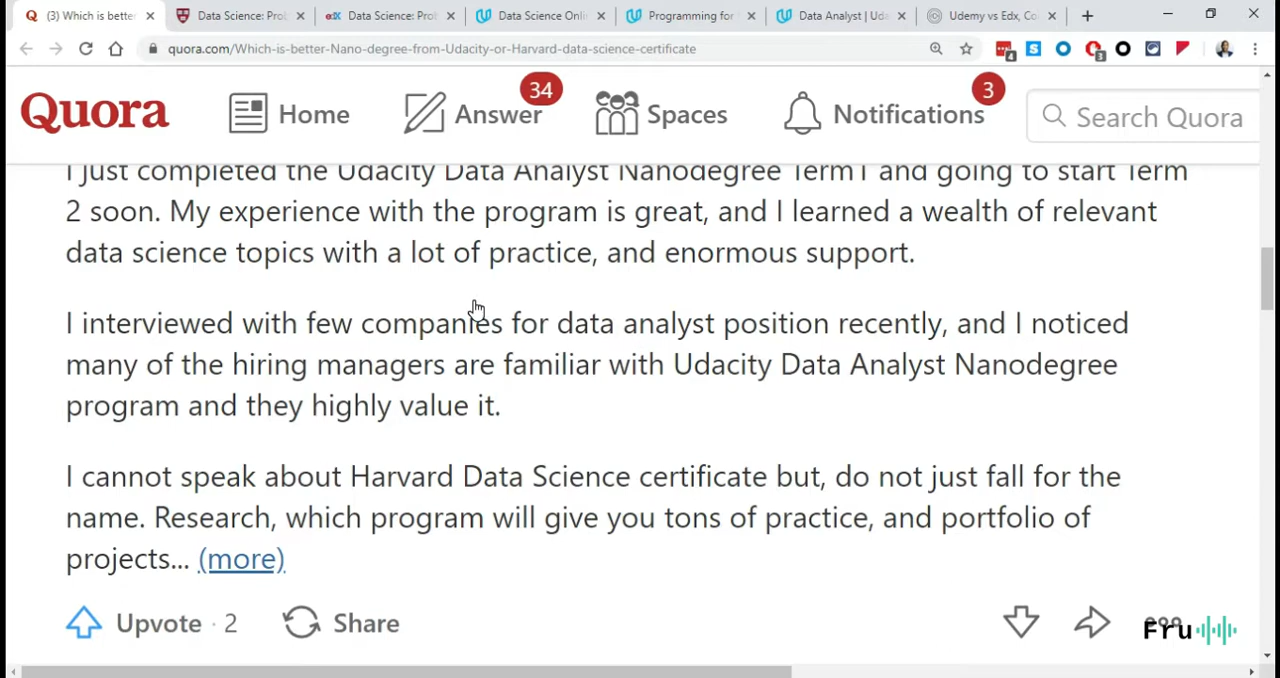 (3) Which is better
Data Science: Prob
Data Science: Prob
Data Science Onli
Programming for
Data Analyst | Uda
Udemy vs Edx, Co
quora.com/Which-is-better-Nano-degree-from-Udacity-or-Harvard-data-science-certificate
4
3
Quora
Home
Answer
34
Spaces
Notifications
3
Search Quora
I just completed the Udacity Data Analyst Nanodegree Term1 and going to start Term
2 soon. My experience with the program is great, and I learned a wealth of relevant
data science topics with a lot of practice, and enormous support.
I interviewed with few companies for data analyst position recently, and I noticed
many of the hiring managers are familiar with Udacity Data Analyst Nanodegree
program and they highly value it.
I cannot speak about Harvard Data Science certificate but, do not just fall for the
name. Research, which program will give you tons of practice, and portfolio of
projects... (more)
Upvote · 2
Share
Fru